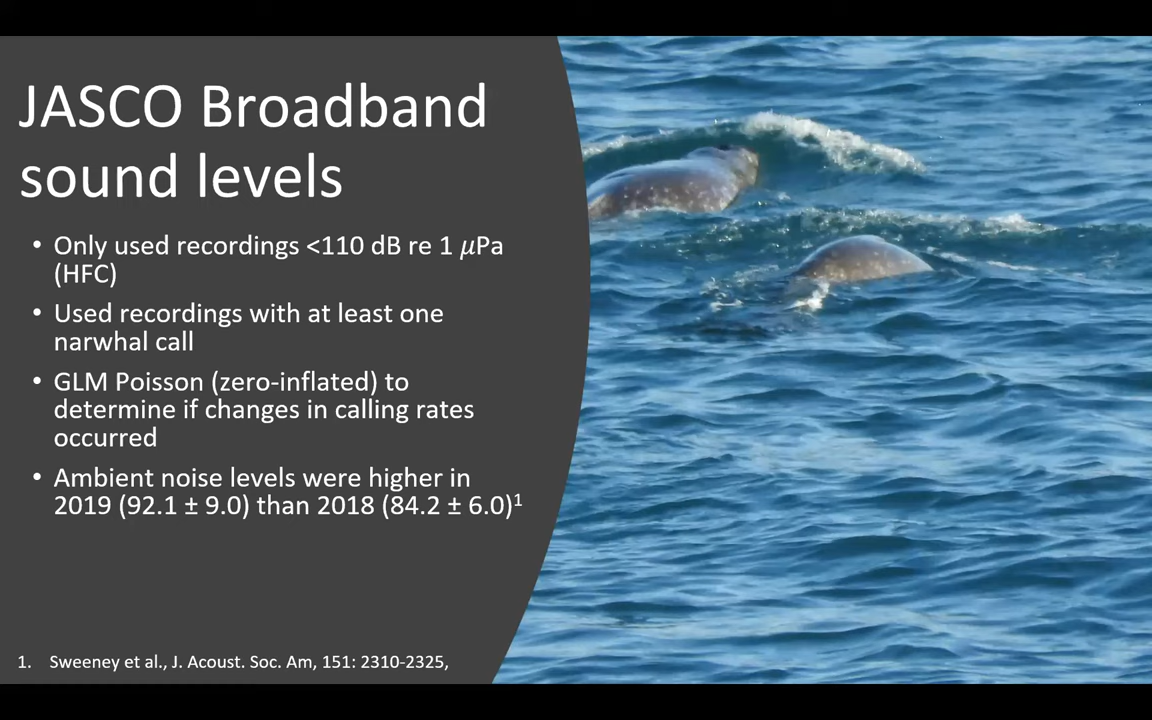 JASCO Broadband
sound levels
• Only used recordings <110 dB re 1 𝜇Pa
(HFC)
• Used recordings with at least one
narwhal call
• GLM Poisson (zero-inflated) to
determine if changes in calling rates
occurred
• Ambient noise levels were higher in
2019 (92.1 ± 9.0) than 2018 (84.2 ± 6.0)¹
1. Sweeney et al., J. Acoust. Soc. Am, 151: 2310-2325,